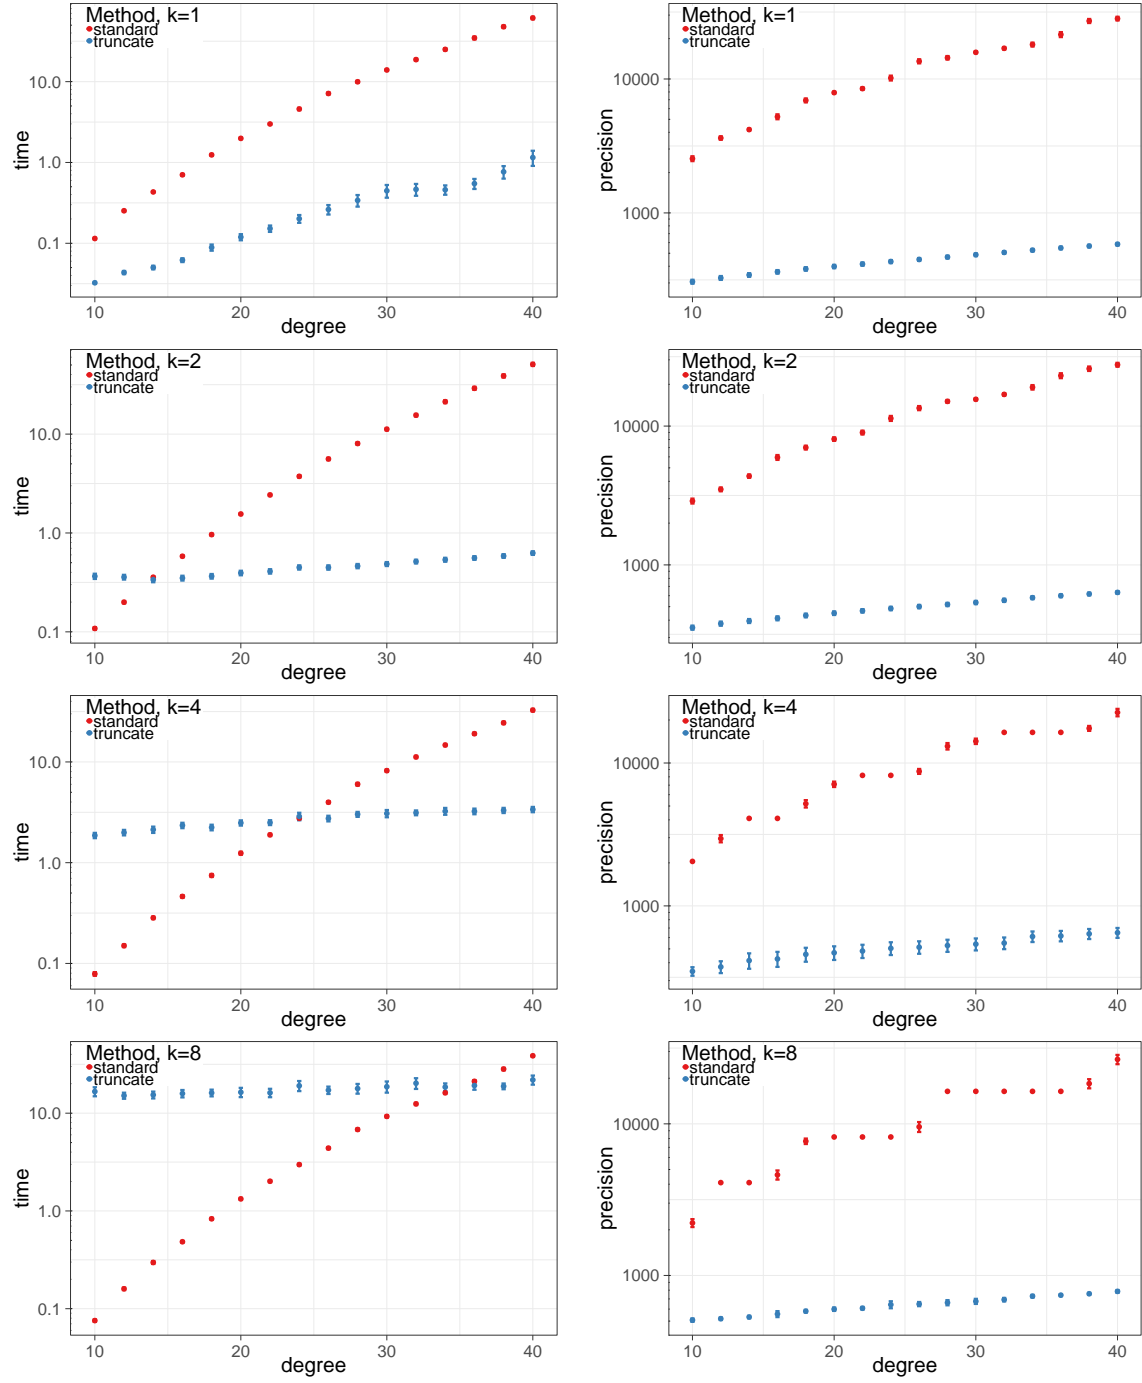 Method, k=1
standard
truncate
time
10.0
1.0
0.1
10 20 30 40
degree
Method, k=1
standard
truncate
precision
10000
1000
10 20 30 40
degree
Method, k=2
standard
truncate
time
10.0
1.0
0.1
10 20 30 40
degree
Method, k=2
standard
truncate
precision
10000
1000
10 20 30 40
degree
Method, k=4
standard
truncate
time
10.0
1.0
0.1
10 20 30 40
degree
Method, k=4
standard
truncate
precision
10000
1000
10 20 30 40
degree
Method, k=8
standard
truncate
time
10.0
1.0
0.1
10 20 30 40
degree
Method, k=8
standard
truncate
precision
10000
1000
10 20 30 40
degree